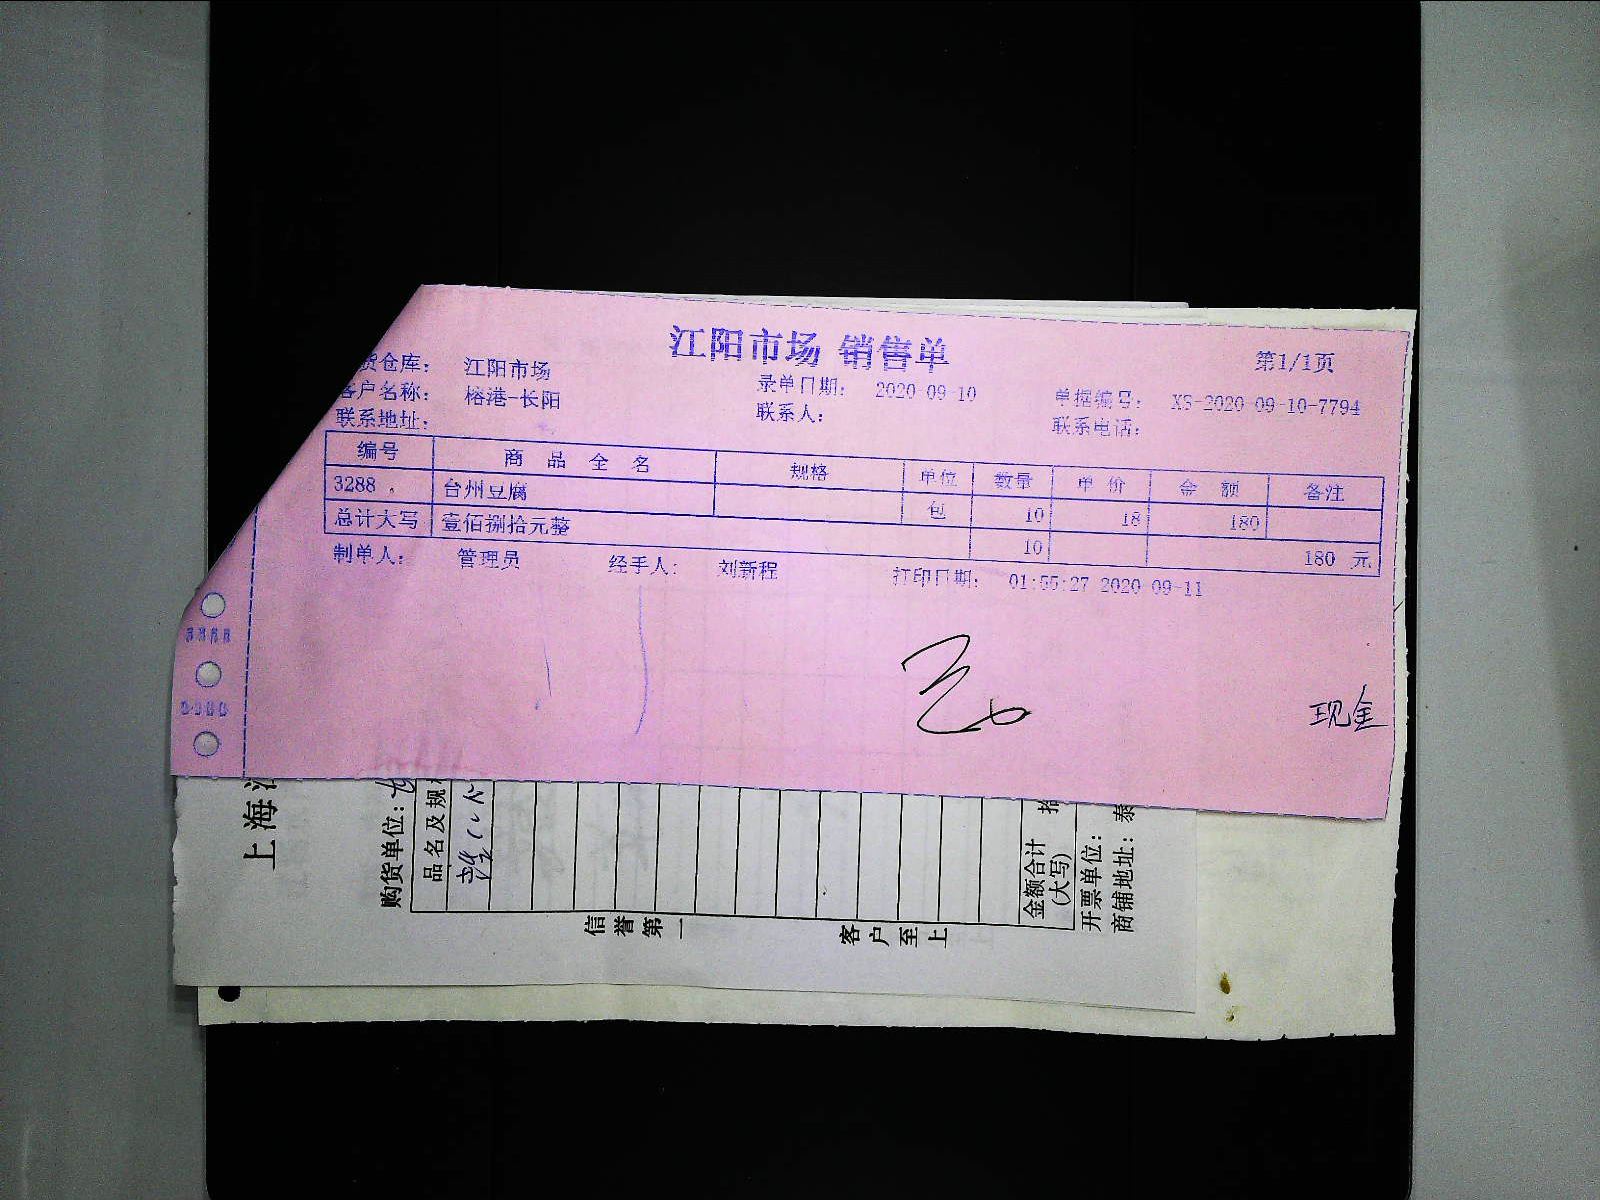 江阳市场 销售单
第1/1页
货仓库： 江阳市场
录单日期： 2020-09-10
单据编号： XS-2020-09-10-7794
客户名称： 榕港-长阳
联系人：
联系电话：
联系地址：
编号 商品全名 规格 单位 数量 单价 金额 备注
3288 台州豆腐 包 10 18 180
总计大写 壹佰捌拾元整 10 180 元
制单人： 管理员 经手人： 刘新程 打印日期： 01:55:27 2020-09-11
现金
上海
购货单位：
品名及规
金额合计
(大写)
拾
开票单位：
商铺地址：泰
信誉第一
客户至上